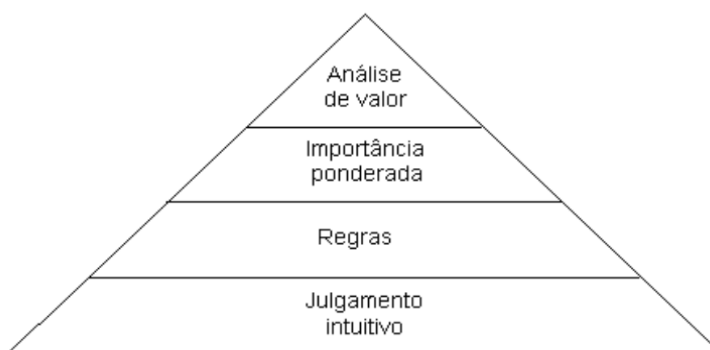 Análise
de valor
Importância
ponderada
Regras
Julgamento
intuitivo